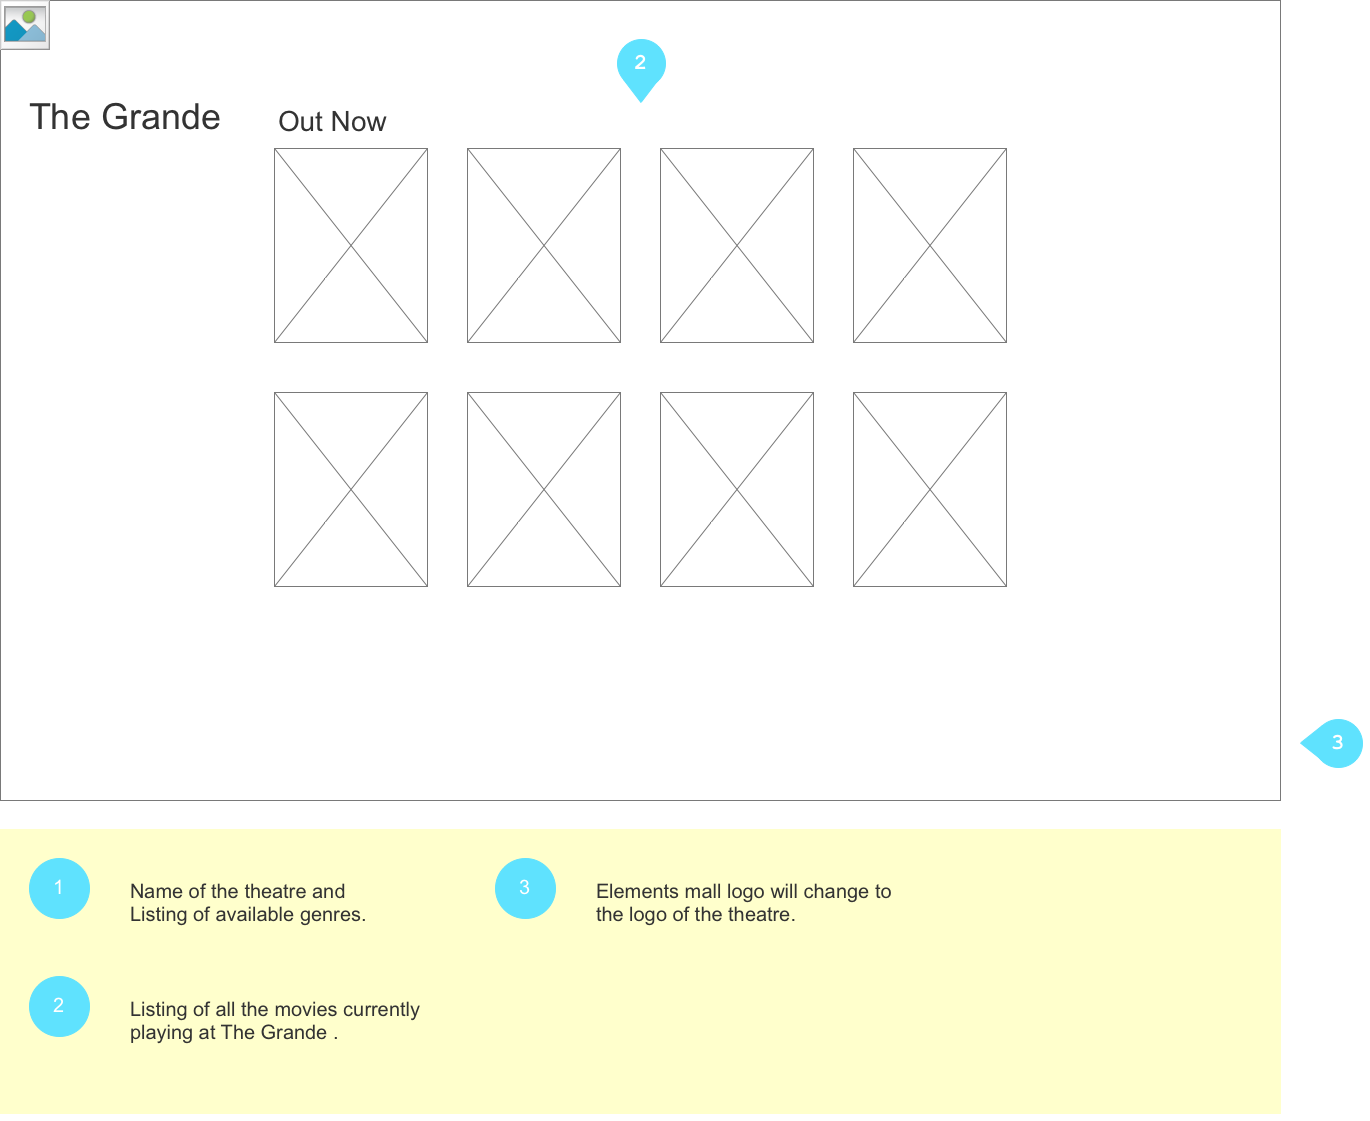 2
The Grande
Out Now
3
1
Name of the theatre and
Listing of available genres.
3
Elements mall logo will change to
the logo of the theatre.
2
Listing of all the movies currently
playing at The Grande .